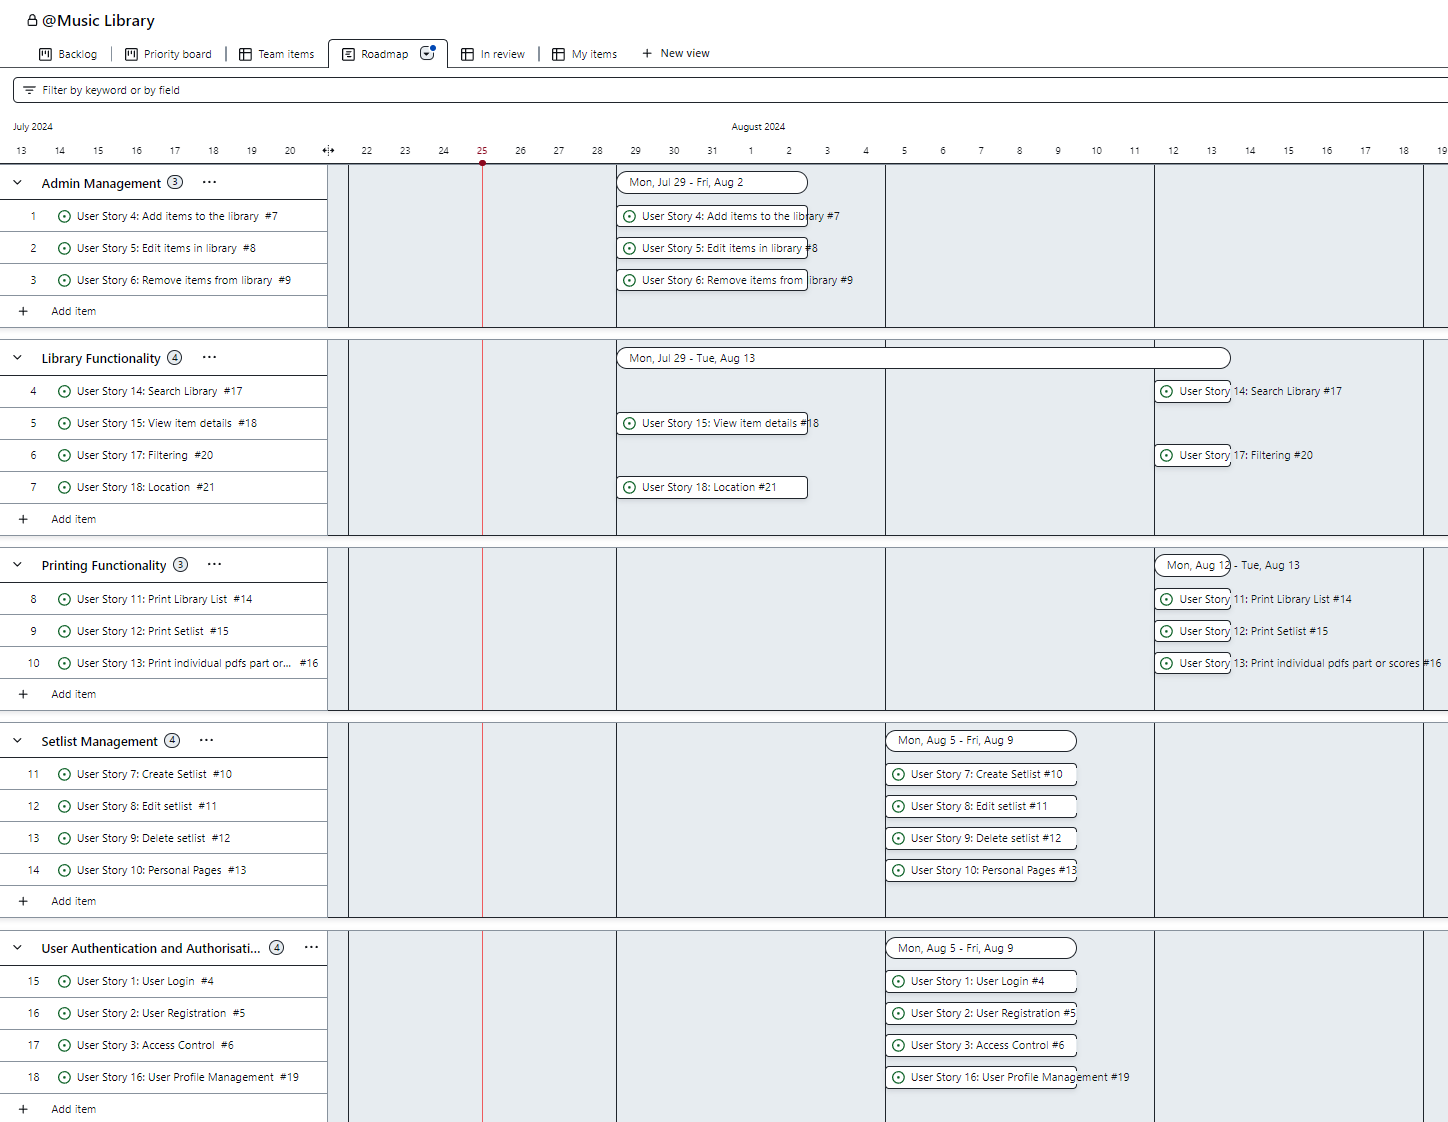 @Music Library
Backlog Priority board Team items Roadmap In review My items + New view
Filter by keyword or by field
July 2024 August 2024
13 14 15 16 17 18 19 20 22 23 24 25 26 27 28 29 30 31 1 2 3 4 5 6 7 8 9 10 11 12 13 14 15 16 17 18 19
Admin Management 3 ... Mon, Jul 29 - Fri, Aug 2
1 User Story 4: Add items to the library #7 User Story 4: Add items to the library #7
2 User Story 5: Edit items in library #8 User Story 5: Edit items in library #8
3 User Story 6: Remove items from library #9 User Story 6: Remove items from library #9
+ Add item
Library Functionality 4 ... Mon, Jul 29 - Tue, Aug 13
4 User Story 14: Search Library #17 User Story 14: Search Library #17
5 User Story 15: View item details #18 User Story 15: View item details #18
6 User Story 17: Filtering #20 User Story 17: Filtering #20
7 User Story 18: Location #21 User Story 18: Location #21
+ Add item
Printing Functionality 3 ... Mon, Aug 12 - Tue, Aug 13
8 User Story 11: Print Library List #14 User Story 11: Print Library List #14
9 User Story 12: Print Setlist #15 User Story 12: Print Setlist #15
10 User Story 13: Print individual pdfs part or... #16 User Story 13: Print individual pdfs part or scores #16
+ Add item
Setlist Management 4 ... Mon, Aug 5 - Fri, Aug 9
11 User Story 7: Create Setlist #10 User Story 7: Create Setlist #10
12 User Story 8: Edit setlist #11 User Story 8: Edit setlist #11
13 User Story 9: Delete setlist #12 User Story 9: Delete setlist #12
14 User Story 10: Personal Pages #13 User Story 10: Personal Pages #13
+ Add item
User Authentication and Authorisati... 4 ... Mon, Aug 5 - Fri, Aug 9
15 User Story 1: User Login #4 User Story 1: User Login #4
16 User Story 2: User Registration #5 User Story 2: User Registration #5
17 User Story 3: Access Control #6 User Story 3: Access Control #6
18 User Story 16: User Profile Management #19 User Story 16: User Profile Management #19
+ Add item